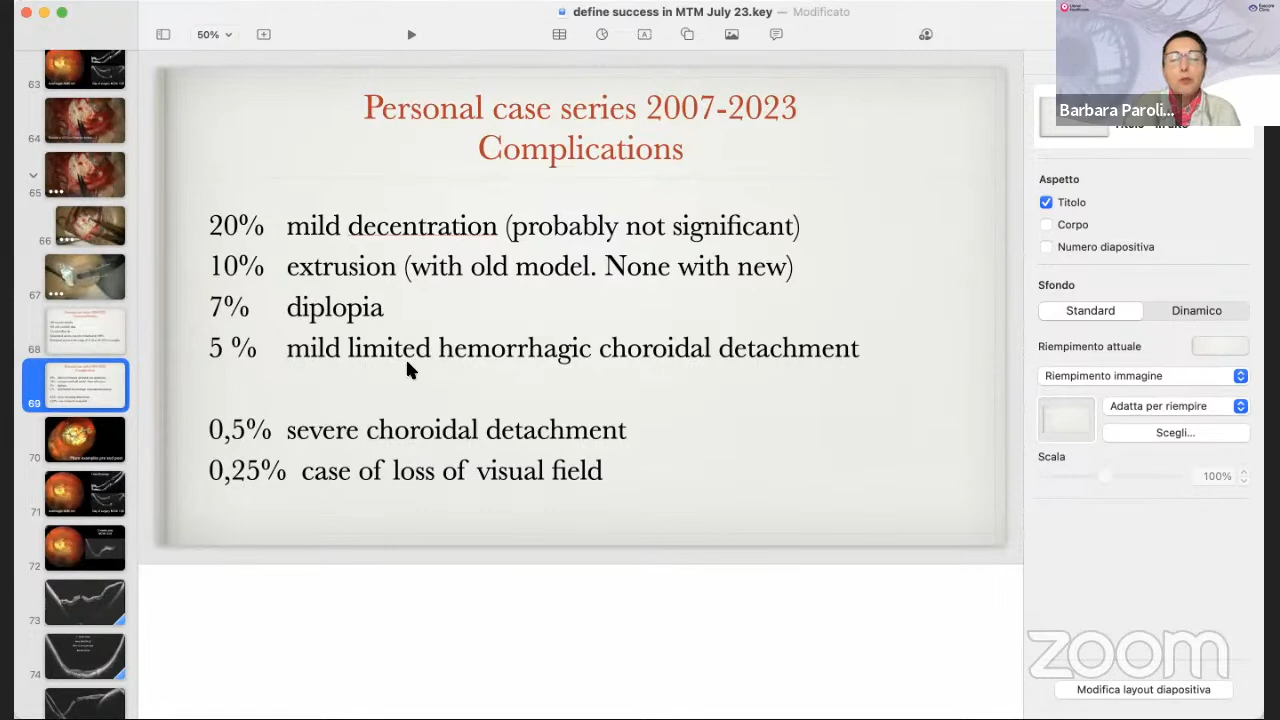 define success in MTM July 23.key — Modificato
50%
Barbara Paroli...
63
64
65
66
67
68
69
70
71
72
73
74
Personal case series 2007-2023
Complications
20% mild decentration (probably not significant)
10% extrusion (with old model. None with new)
7% diplopia
5 % mild limited hemorrhagic choroidal detachment
0,5% severe choroidal detachment
0,25% case of loss of visual field
Aspetto
Titolo
Corpo
Numero diapositiva
Sfondo
Standard
Dinamico
Riempimento attuale
Riempimento immagine
Adatta per riempire
Scegli...
Scala
100%
zoom
Modifica layout diapositiva